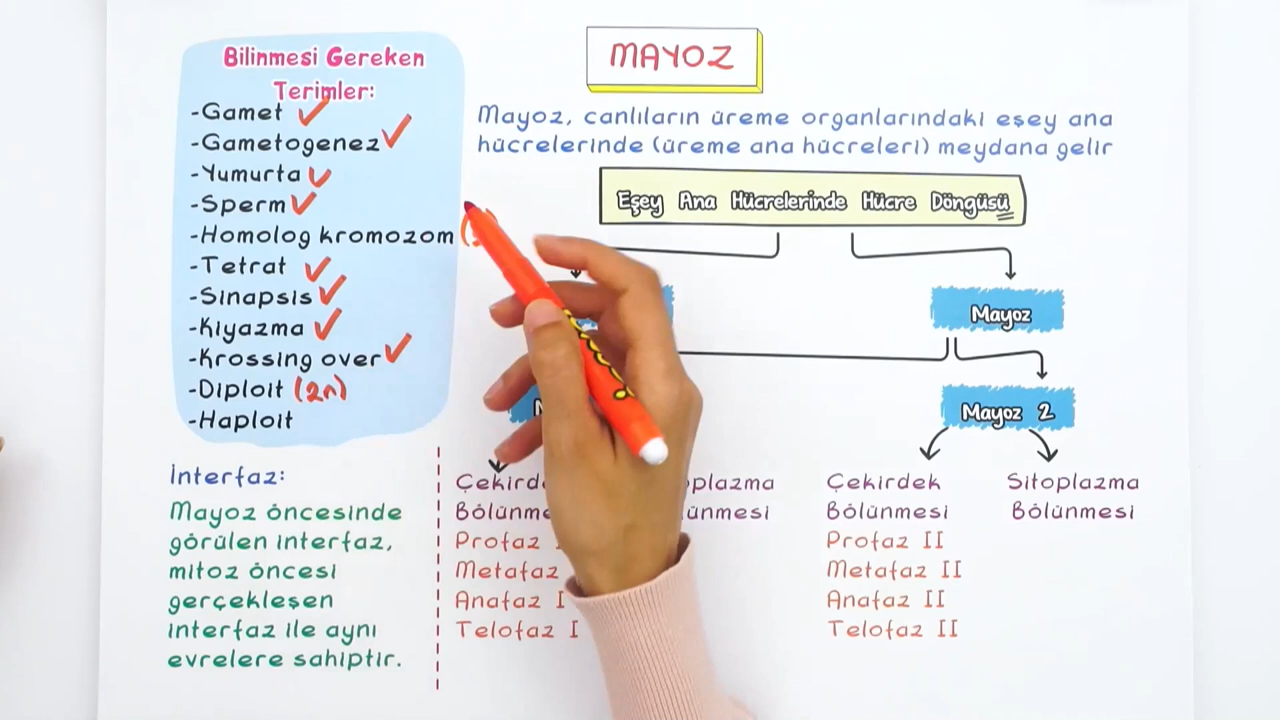 MAYOZ
Bilinmesi Gereken
Terimler:
-Gamet
-Gametogenez
-Yumurta
-Sperm
-Homolog kromozom
-Tetrat
-Sinapsis
-Kiyazma
-Krossing over
-Diploit (2n)
-Haploit
Mayoz, canlıların üreme organlarındaki eşey ana
hücrelerinde (üreme ana hücreleri) meydana gelir
Eşey Ana Hücrelerinde Hücre Döngüsü
Mayoz
Mayoz 2
İnterfaz:
Mayoz öncesinde
görülen interfaz,
mitoz öncesi
gerçekleşen
interfaz ile aynı
evrelere sahiptir.
Bölünme
Profaz I
Metafaz
Anafaz I
Telofaz I
Çekirdek
Bölünmesi
Profaz II
Metafaz II
Anafaz II
Telofaz II
Sitoplazma
Bölünmesi